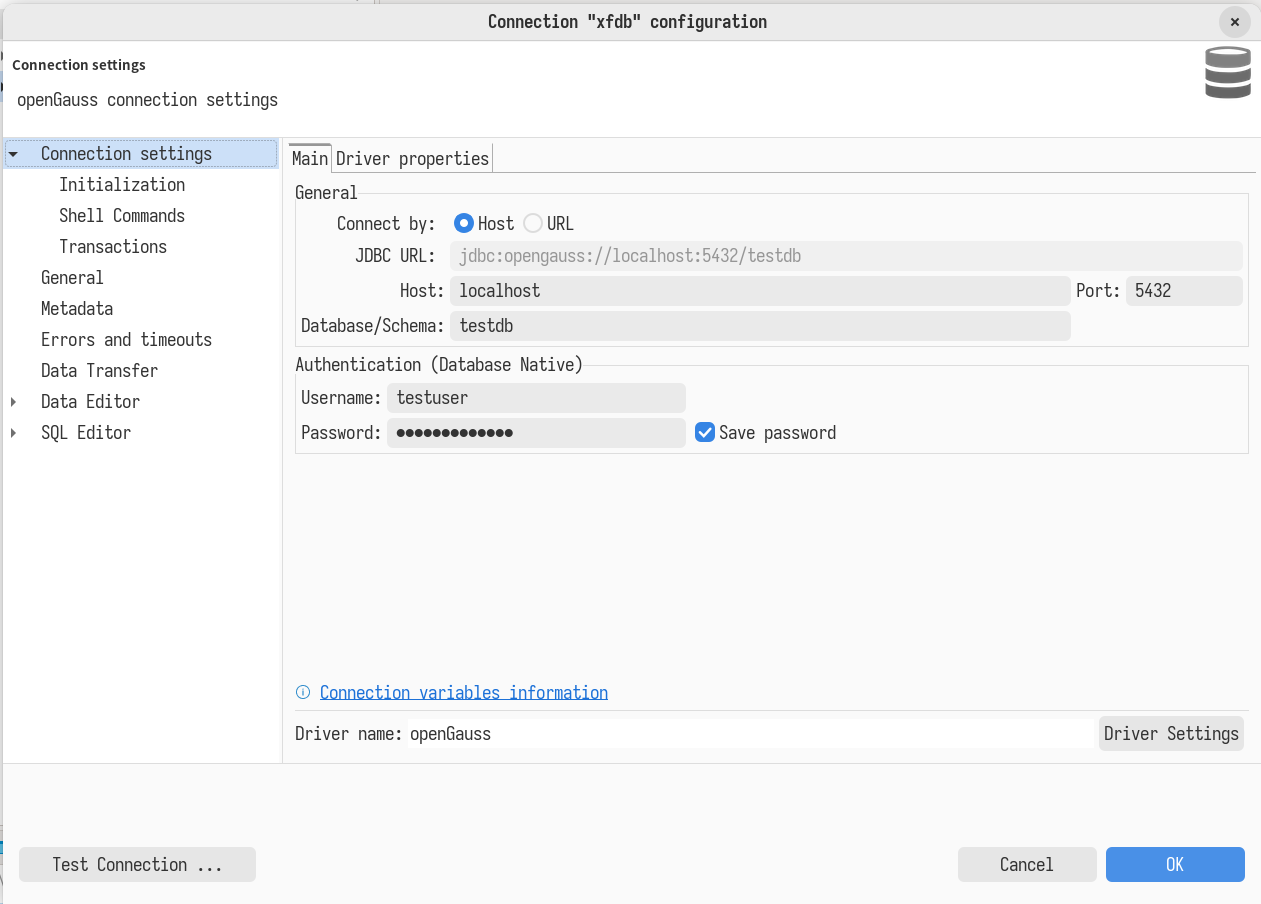 Connection "xfdb" configuration
Connection settings
openGauss connection settings
Connection settings
Initialization
Shell Commands
Transactions
General
Metadata
Errors and timeouts
Data Transfer
Data Editor
SQL Editor
Main Driver properties
General
Connect by: Host URL
JDBC URL: jdbc:opengauss://localhost:5432/testdb
Host: localhost Port: 5432
Database/Schema: testdb
Authentication (Database Native)
Username: testuser
Password: ●●●●●●●●●●●●● Save password
Connection variables information
Driver name: openGauss Driver Settings
Test Connection ... Cancel OK